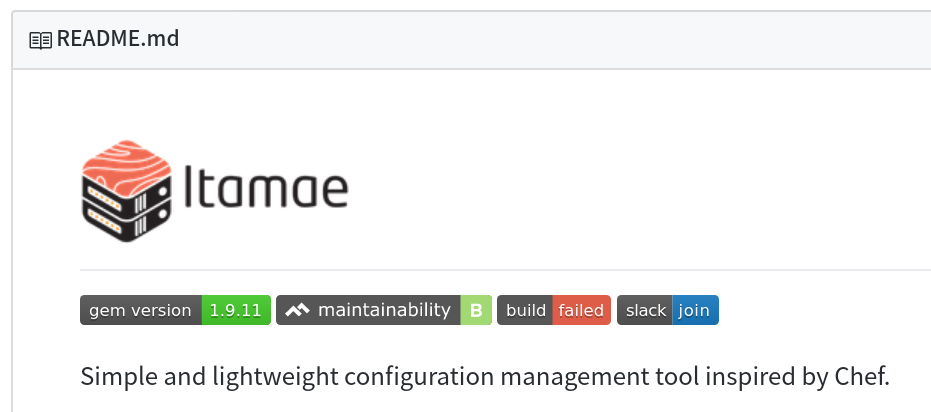 README.md
Itamae
gem version 1.9.11 maintainability B build failed slack join
Simple and lightweight configuration management tool inspired by Chef.